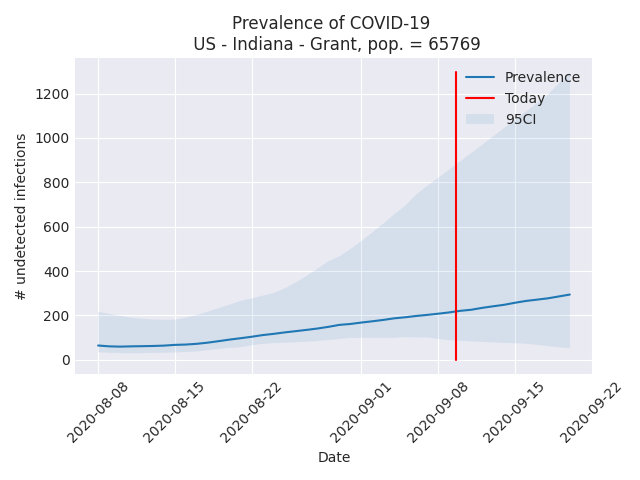 Prevalence of COVID-19
US - Indiana - Grant, pop. = 65769
Prevalence
Today
95CI
# undetected infections
1200
1000
800
600
400
200
0
2020-08-08
2020-08-15
2020-08-22
2020-09-01
2020-09-08
2020-09-15
2020-09-22
Date